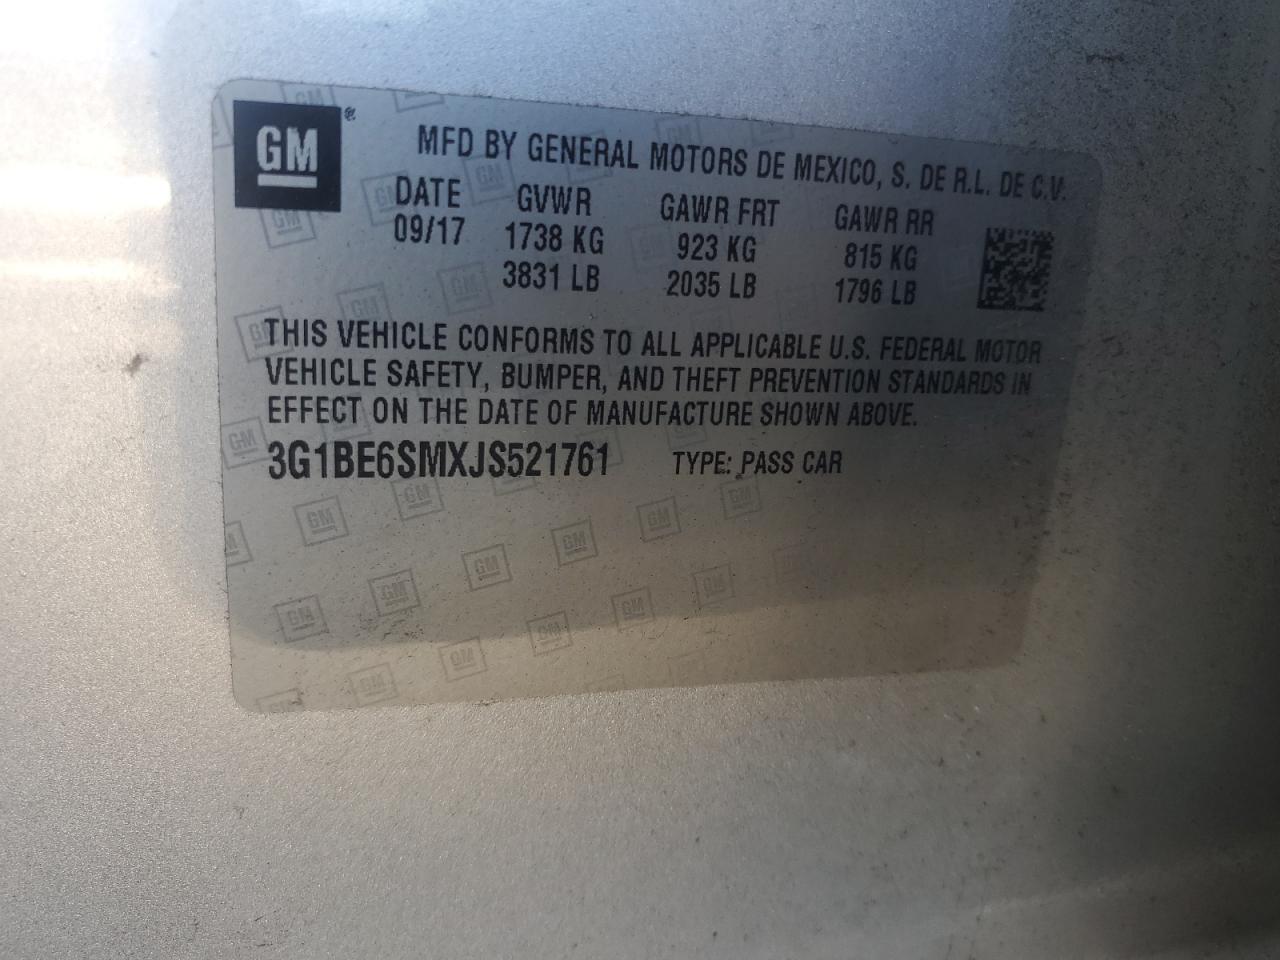 GM ®
MFD BY GENERAL MOTORS DE MEXICO, S. DE R.L. DE C.V.
DATE GVWR GAWR FRT GAWR RR
09/17 1738 KG 923 KG 815 KG
3831 LB 2035 LB 1796 LB
THIS VEHICLE CONFORMS TO ALL APPLICABLE U.S. FEDERAL MOTOR
VEHICLE SAFETY, BUMPER, AND THEFT PREVENTION STANDARDS IN
EFFECT ON THE DATE OF MANUFACTURE SHOWN ABOVE.
3G1BE6SMXJS521761 TYPE: PASS CAR